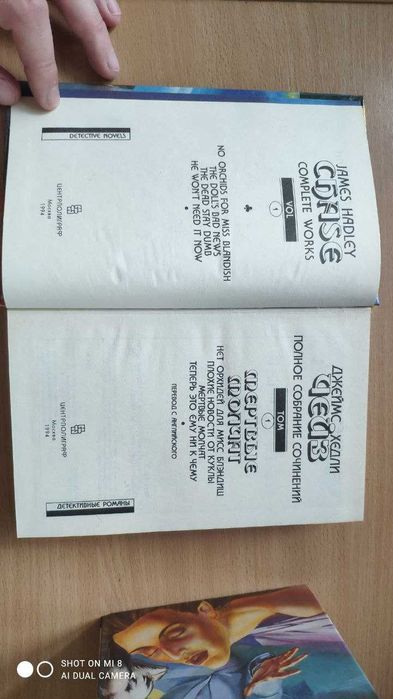 JAMES HADLEY
CHASE
COMPLETE WORKS
VOL. 1
NO ORCHIDS FOR MISS BLANDISH
THE DOLL'S BAD NEWS
THE DEAD STAY DUMB
HE WON'T NEED IT NOW
DETECTIVE NOVELS
ЦЕНТРПОЛИГРАФ
Москва
1994
ДЖЕЙМС ХЕДЛИ
ЧЕЙЗ
ПОЛНОЕ СОБРАНИЕ СОЧИНЕНИЙ
ТОМ 1
МЕРТВЫЕ
МОЛЧАТ
НЕТ ОРХИДЕЙ ДЛЯ МИСС БЛЭНДИШ
ПЛОХИЕ НОВОСТИ ОТ КУКЛЫ
МЕРТВЫЕ МОЛЧАТ
ТЕПЕРЬ ЭТО ЕМУ НИ К ЧЕМУ
ПЕРЕВОД С АНГЛИЙСКОГО
ДЕТЕКТИВНЫЕ РОМАНЫ
ЦЕНТРПОЛИГРАФ
Москва
1994
SHOT ON MI 8
AI DUAL CAMERA